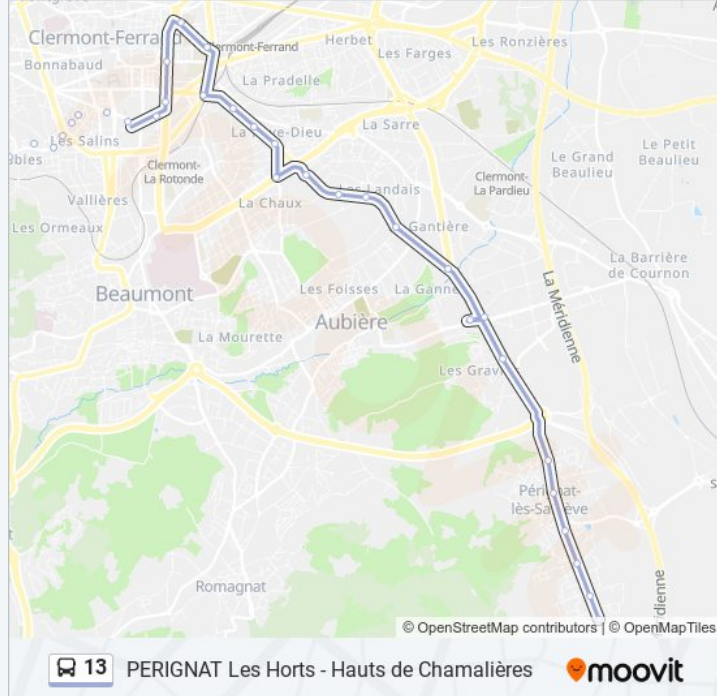 Herbet
Les Ronzières
Clermont-Ferrand
Clermont-Ferrand
Les Farges
Bonnabaud
La Pradelle
La Sarre
Les Salins
Le Petit
Beaulieu
Le Grand
Beaulieu
Clermont-
La Rotonde
Clermont-
La Pardieu
Vallières
Les Landais
La Chaux
Les Ormeaux
Gantière
La Barrière
de Cournon
Beaumont
Les Foisses
La Ganne
La Méridienne
Aubière
La Mourette
Pérignat-
lès-Sarliève
Romagnat
© OpenStreetMap contributors | © OpenMapTiles
13 PERIGNAT Les Horts - Hauts de Chamalières
moovit